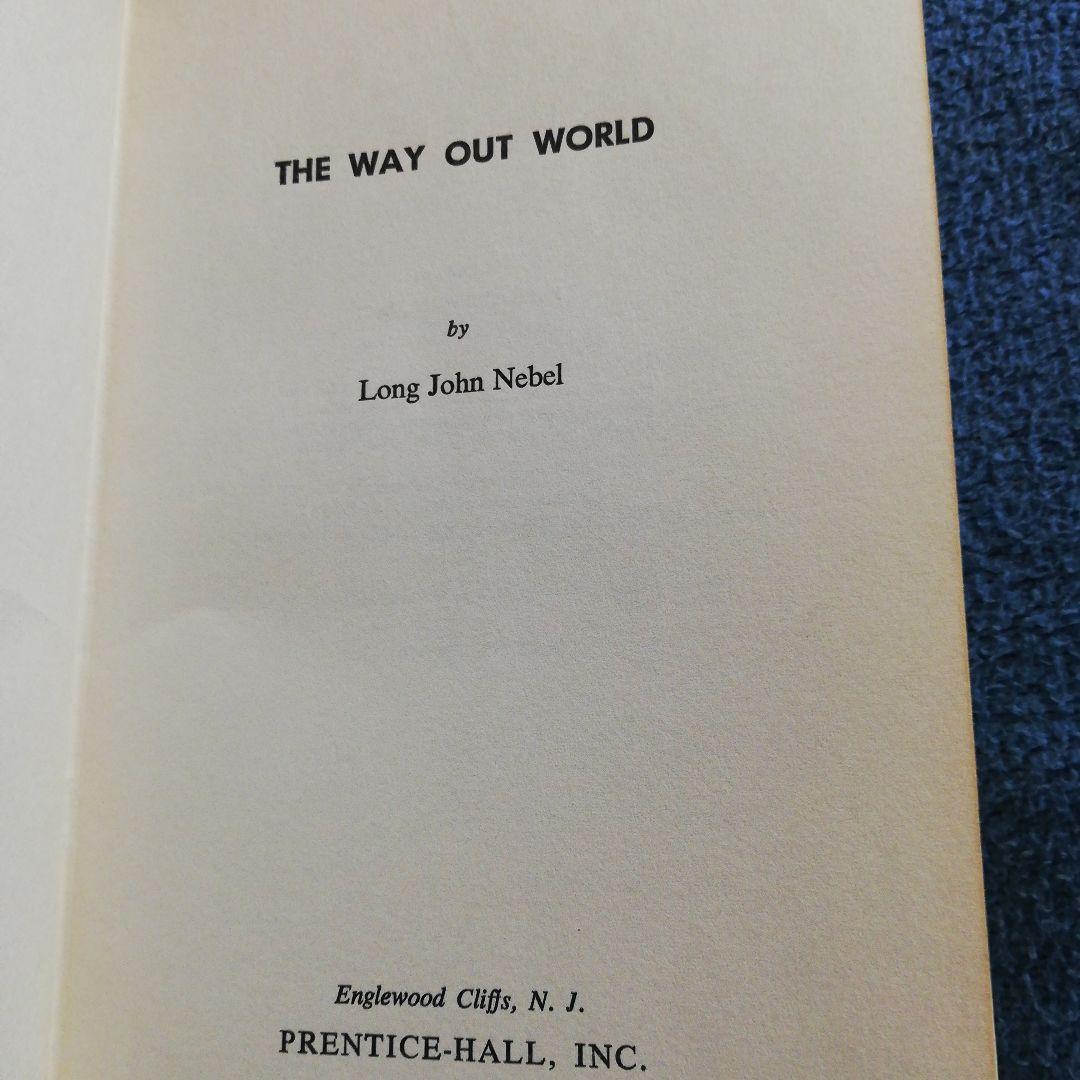 THE WAY OUT WORLD
by
Long John Nebel
Englewood Cliffs, N. J.
PRENTICE-HALL, INC.